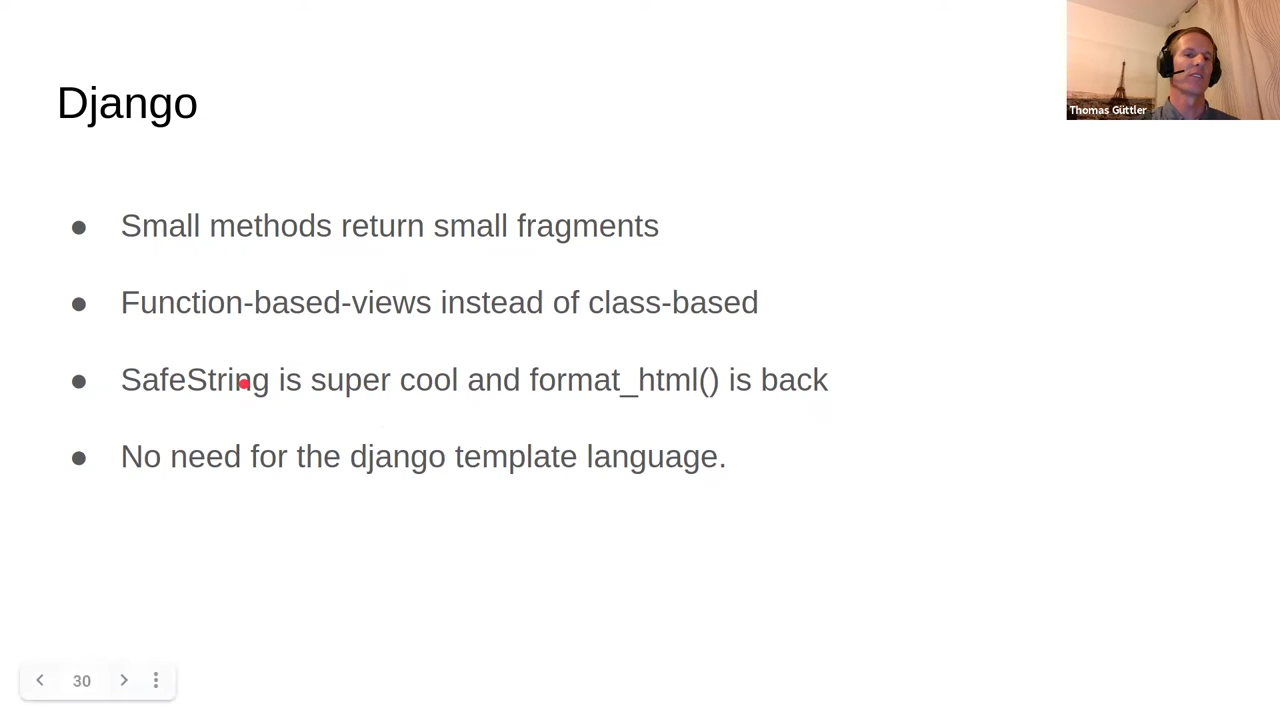 Django
Thomas Güttler
● Small methods return small fragments
● Function-based-views instead of class-based
● SafeString is super cool and format_html() is back
● No need for the django template language.
30